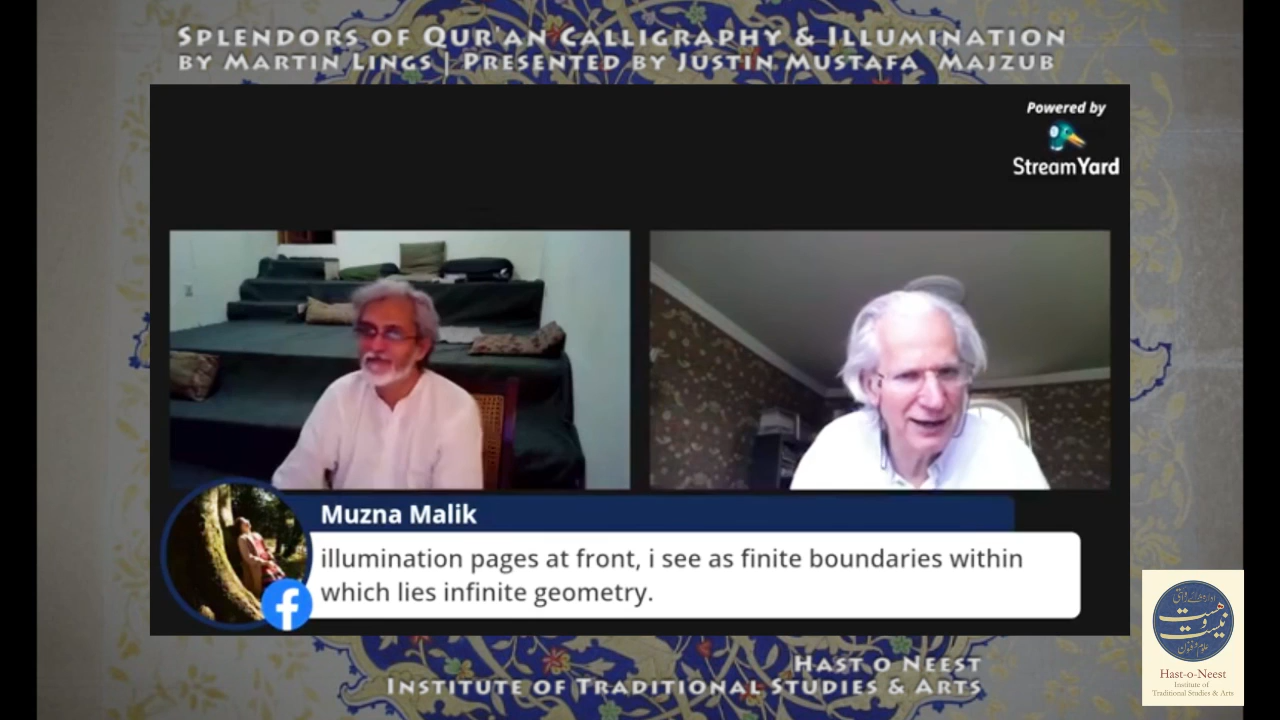 SPLENDORS OF QUR'AN CALLIGRAPHY & ILLUMINATION
BY MARTIN LINGS | PRESENTED BY JUSTIN MUSTAFA MAJZUB
Powered by
StreamYard
Muzna Malik
illumination pages at front, i see as finite boundaries within
which lies infinite geometry.
HAST O NEEST
INSTITUTE OF TRADITIONAL STUDIES & ARTS
ہست
و
نیست
Hast-o-Neest
Institute of
Traditional Studies & Arts